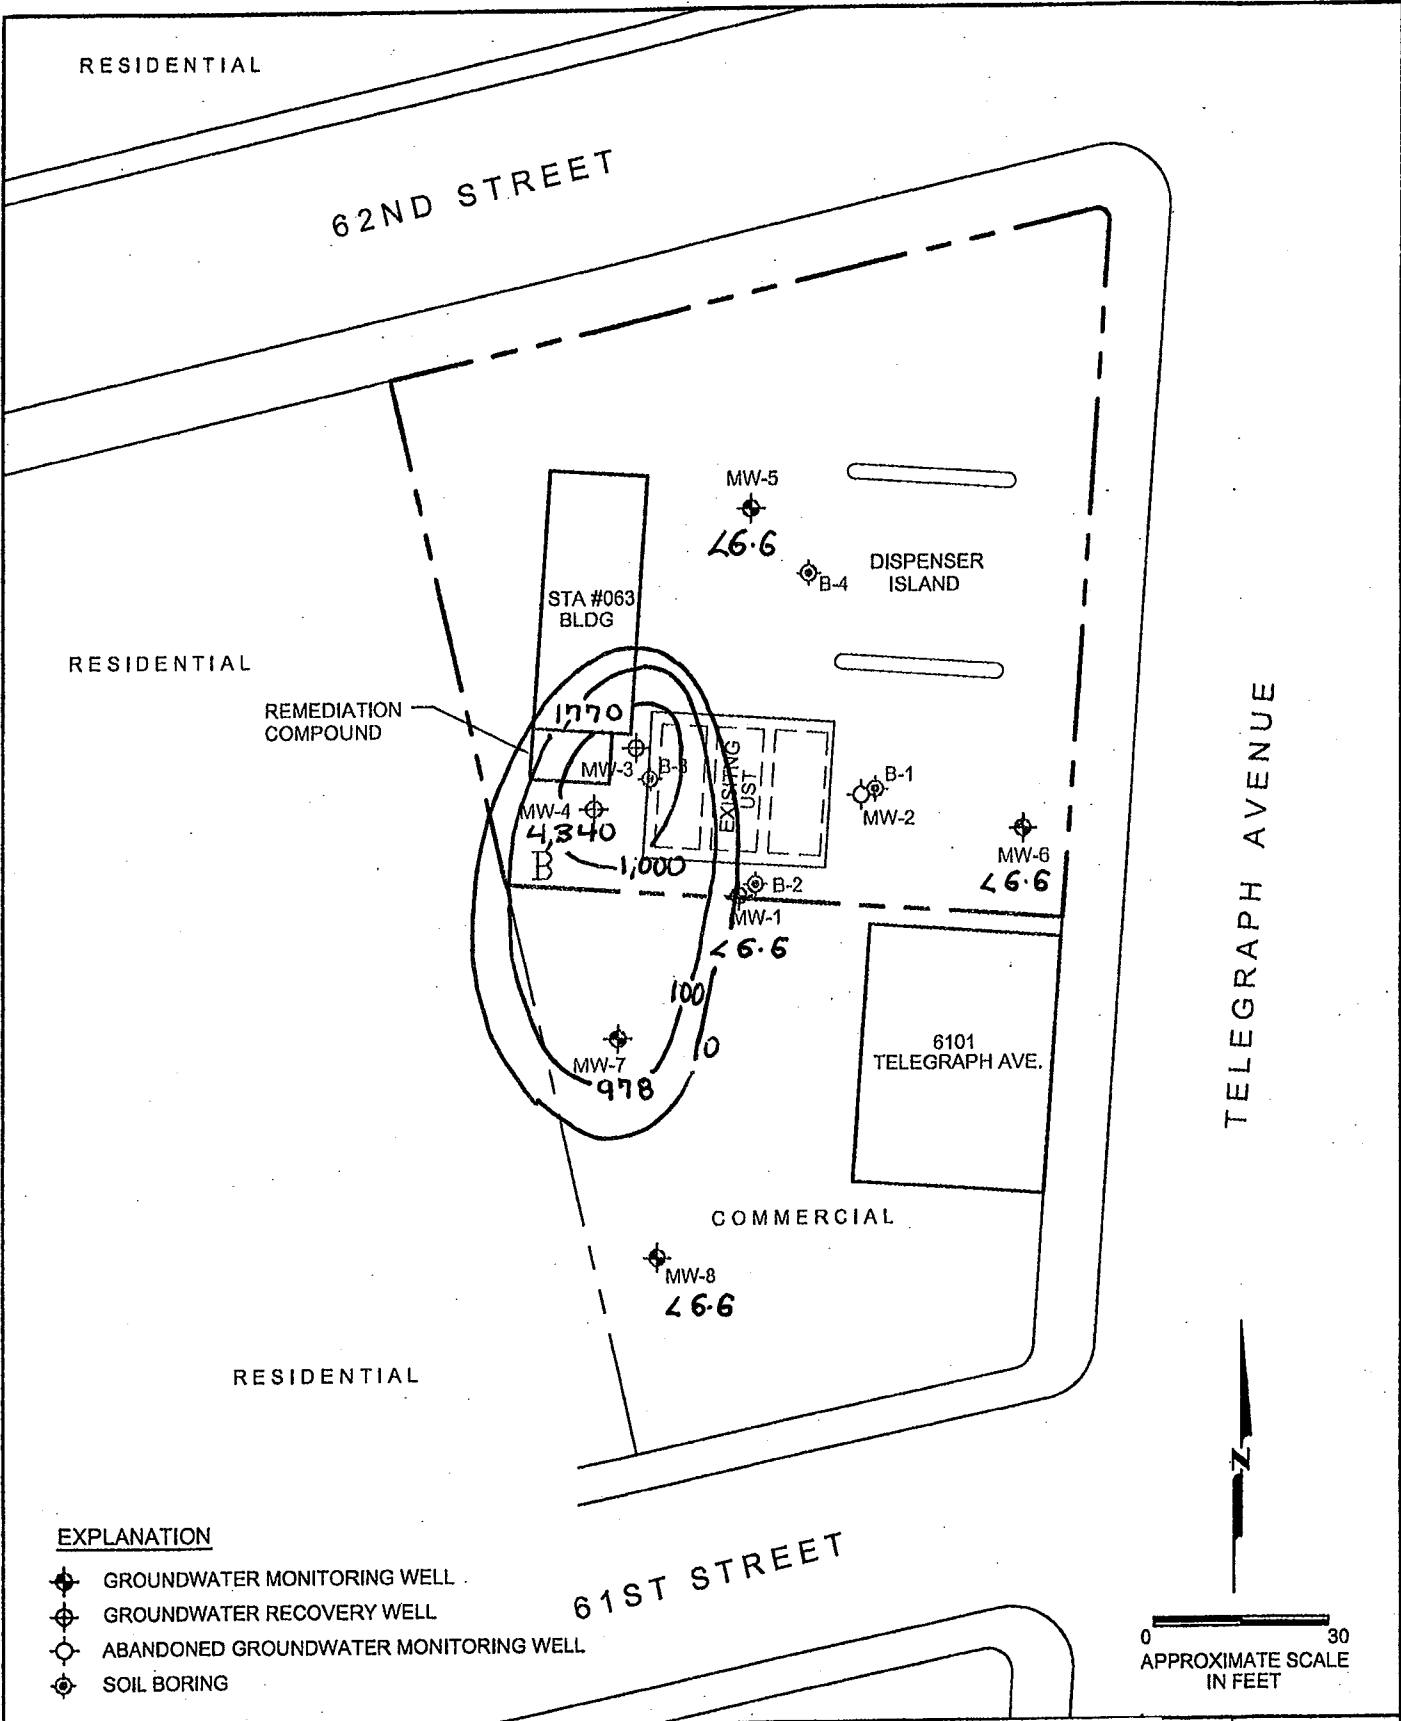 RESIDENTIAL
62ND STREET
MW-5
<6.6
B-4
DISPENSER
ISLAND
STA #063
BLDG
RESIDENTIAL
REMEDIATION
COMPOUND
1770
MW-3
B-3
EXISITNG
UST
B-1
MW-2
MW-4
4,340
B
1,000
MW-6
<6.6
B-2
MW-1
<6.6
100
0
MW-7
978
6101
TELEGRAPH AVE.
TELEGRAPH AVENUE
COMMERCIAL
MW-8
<6.6
RESIDENTIAL
N
61ST STREET
EXPLANATION
GROUNDWATER MONITORING WELL
GROUNDWATER RECOVERY WELL
ABANDONED GROUNDWATER MONITORING WELL
SOIL BORING
0 30
APPROXIMATE SCALE
IN FEET